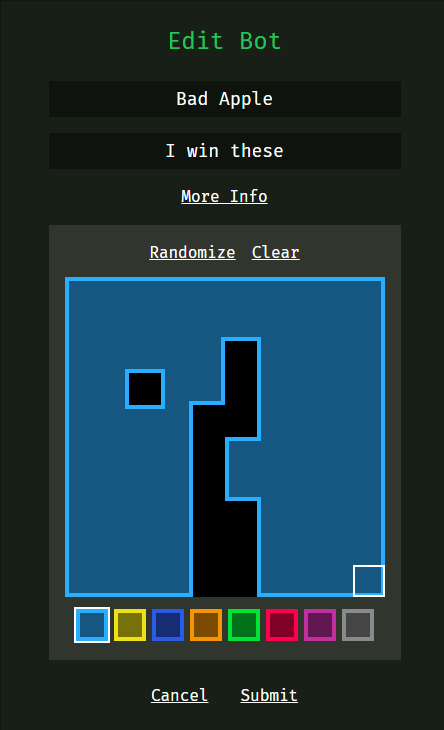 Edit Bot
Bad Apple
I win these
More Info
Randomize Clear
Cancel Submit